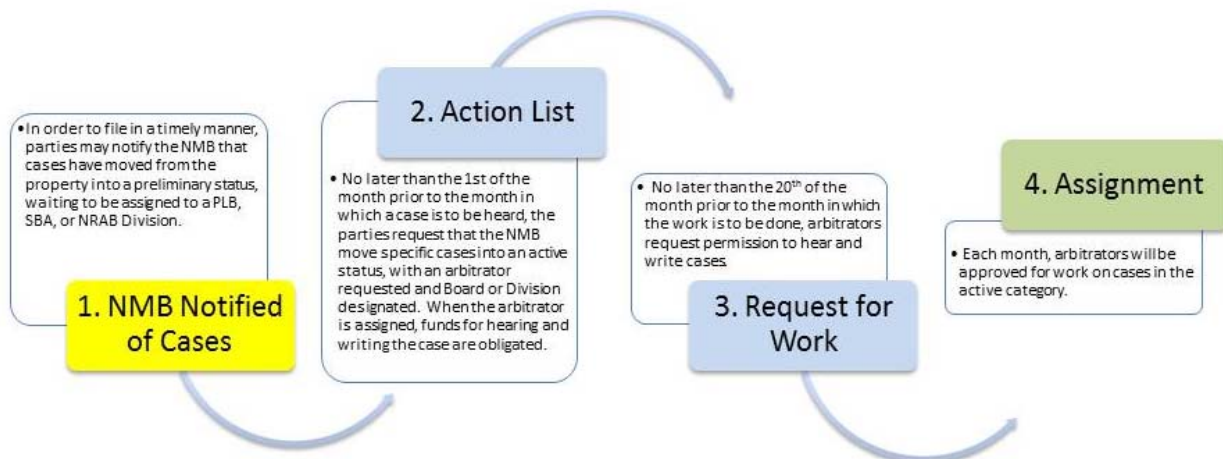 •In order to file in a timely manner,
parties may notify the NMB that
cases have moved from the
property into a preliminary status,
waiting to be assigned to a PLB,
SBA, or NRAB Division.
1. NMB Notified
of Cases
2. Action List
• No later than the 1st of the
month prior to the month in
which a case is to be heard, the
parties request that the NMB
move specific cases into an active
status, with an arbitrator
requested and Board or Division
designated. When the arbitrator
is assigned, funds for hearing and
writing the case are obligated.
• No later than the 20th of the
month prior to the month in which
the work is to be done, arbitrators
request permission to hear and
write cases.
3. Request for
Work
4. Assignment
• Each month, arbitrators will be
approved for work on cases in the
active category.